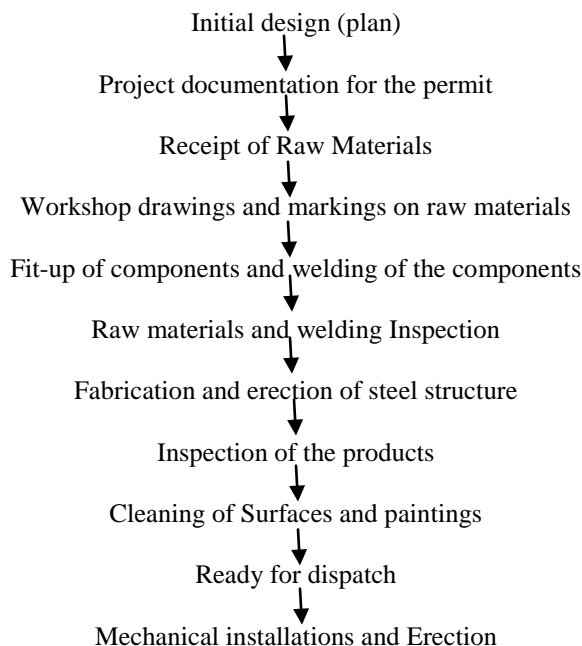 Initial design (plan)
Project documentation for the permit
Receipt of Raw Materials
Workshop drawings and markings on raw materials
Fit-up of components and welding of the components
Raw materials and welding Inspection
Fabrication and erection of steel structure
Inspection of the products
Cleaning of Surfaces and paintings
Ready for dispatch
Mechanical installations and Erection